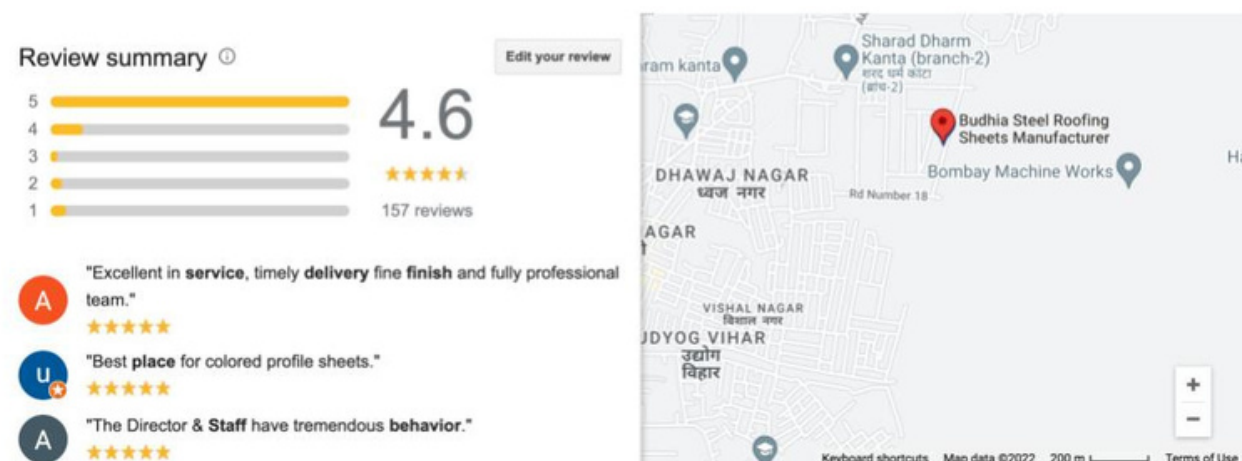 Review summary
Edit your review
5
4
3
2
1
4.6
157 reviews
"Excellent in service, timely delivery fine finish and fully professional
team."
"Best place for colored profile sheets."
"The Director & Staff have tremendous behavior."
A
u
A
ram kanta
Sharad Dharm
Kanta (branch-2)
शरद धर्म कांटा
(ब्रांच-2)
Budhia Steel Roofing
Sheets Manufacturer
Bombay Machine Works
DHAWAJ NAGAR
ध्वज नगर
Rd Number 18
AGAR
VISHAL NAGAR
विशाल नगर
JDYOG VIHAR
उद्योग
विहार
+
−
Keyboard shortcuts
Map data ©2022
200 m
Terms of Use